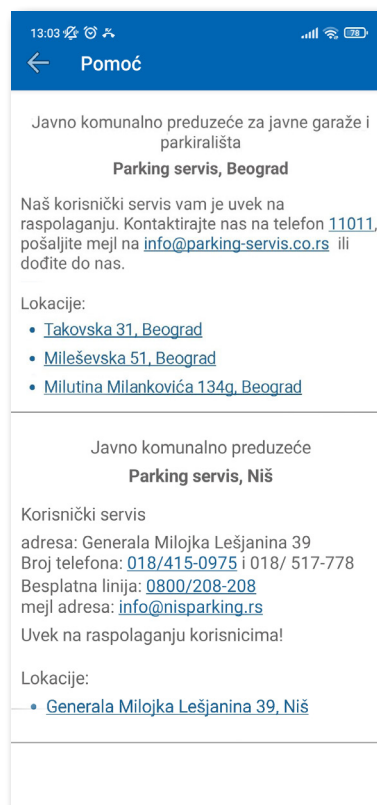 13:03 78
Pomoć
Javno komunalno preduzeće za javne garaže i
parkirališta
Parking servis, Beograd
Naš korisnički servis vam je uvek na
raspolaganju. Kontaktirajte nas na telefon 11011,
pošaljite mejl na info@parking-servis.co.rs ili
dođite do nas.
Lokacije:
• Takovska 31, Beograd
• Mileševska 51, Beograd
• Milutina Milankovića 134g, Beograd
Javno komunalno preduzeće
Parking servis, Niš
Korisnički servis
adresa: Generala Milojka Lešjanina 39
Broj telefona: 018/415-0975 i 018/ 517-778
Besplatna linija: 0800/208-208
mejl adresa: info@nisparking.rs
Uvek na raspolaganju korisnicima!
Lokacije:
• Generala Milojka Lešjanina 39, Niš